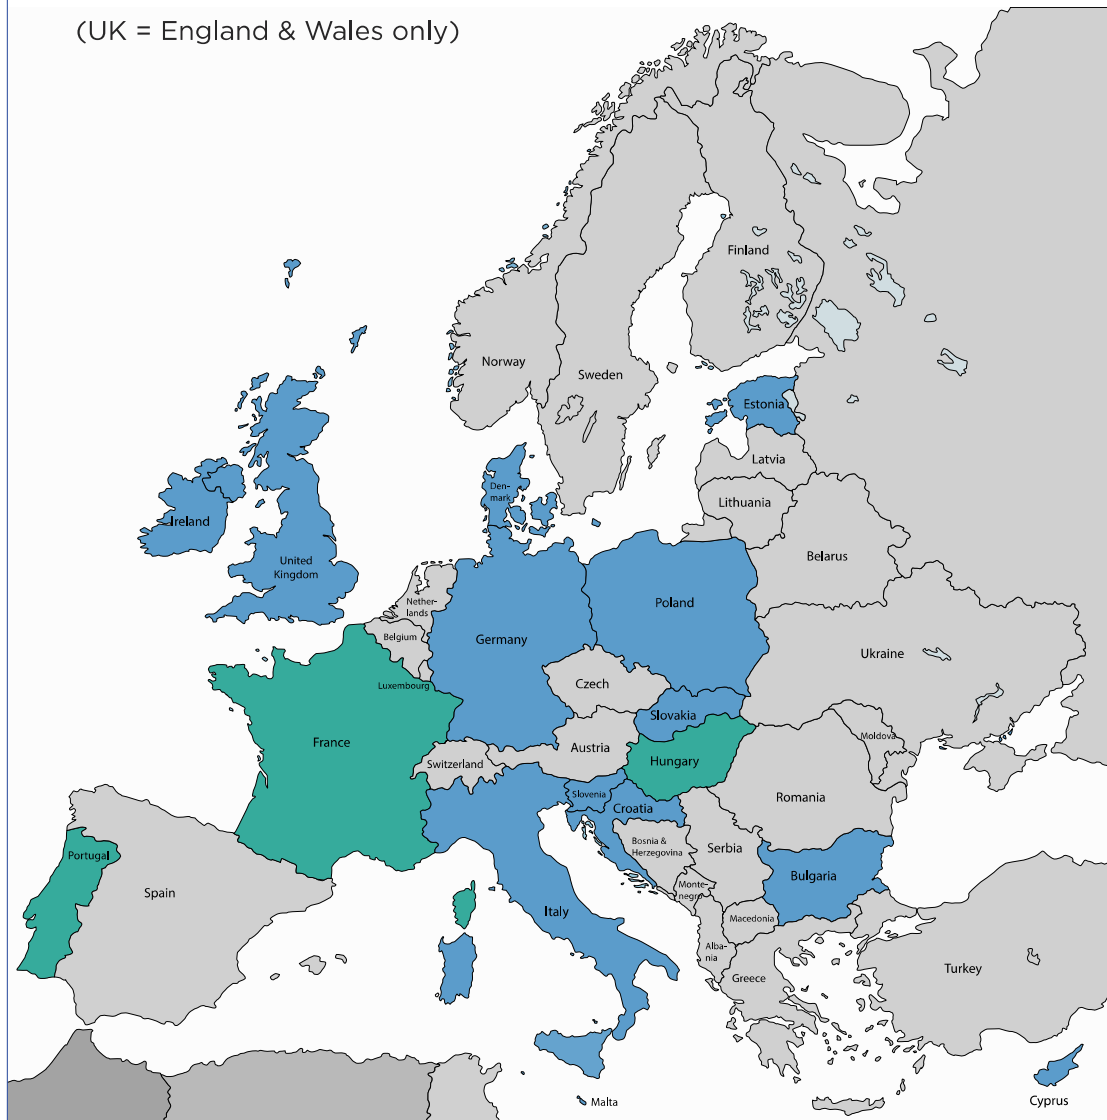 (UK = England & Wales only)
Finland
Norway
Sweden
Estonia
Latvia
Den-
mark
Lithuania
Ireland
Belarus
United
Kingdom
Nether-
lands
Poland
Belgium
Germany
Ukraine
Czech
Luxembourg
Slovakia
France
Austria
Moldova
Switzerland
Hungary
Slovenia
Romania
Croatia
Bosnia &
Herzegovina
Serbia
Portugal
Bulgaria
Spain
Monte-
negro
Italy
Macedonia
Alba-
nia
Greece
Turkey
Malta
Cyprus